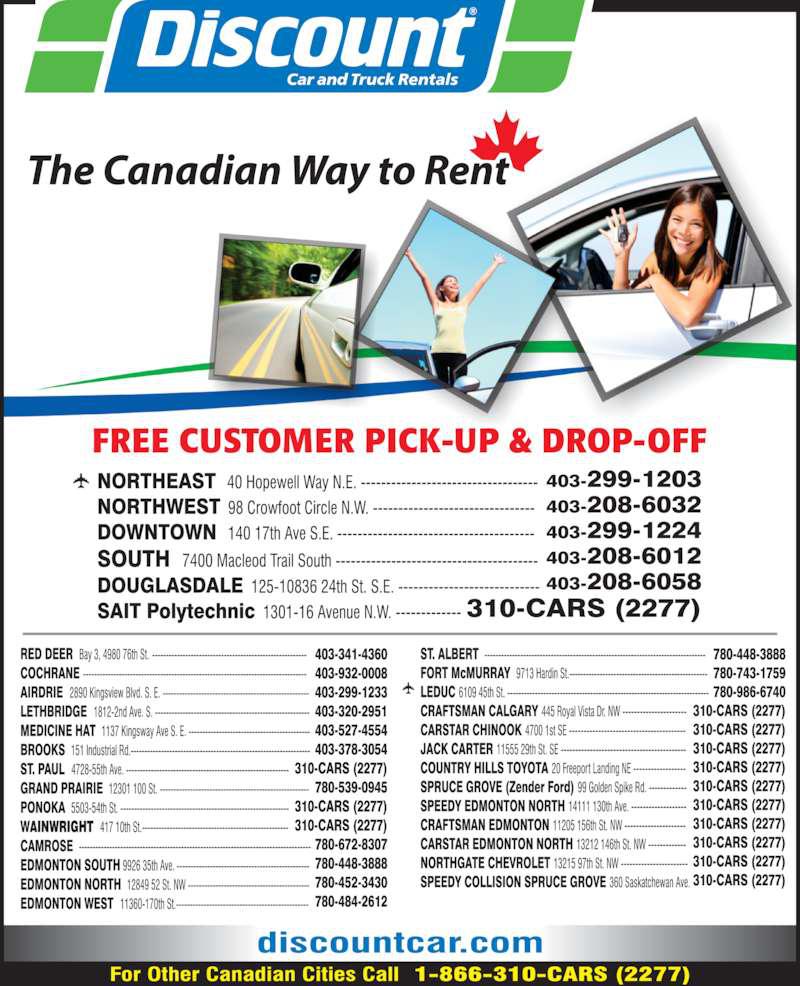 Discount®
Car and Truck Rentals
The Canadian Way to Rent
FREE CUSTOMER PICK-UP & DROP-OFF
NORTHEAST 40 Hopewell Way N.E. 403-299-1203
NORTHWEST 98 Crowfoot Circle N.W. 403-208-6032
DOWNTOWN 140 17th Ave S.E. 403-299-1224
SOUTH 7400 Macleod Trail South 403-208-6012
DOUGLASDALE 125-10836 24th St. S.E. 403-208-6058
SAIT Polytechnic 1301-16 Avenue N.W. 310-CARS (2277)
RED DEER Bay 3, 4980 76th St. 403-341-4360
COCHRANE 403-932-0008
AIRDRIE 2890 Kingsview Blvd. S. E. 403-299-1233
LETHBRIDGE 1812-2nd Ave. S. 403-320-2951
MEDICINE HAT 1137 Kingsway Ave S. E. 403-527-4554
BROOKS 151 Industrial Rd. 403-378-3054
ST. PAUL 4728-55th Ave. 310-CARS (2277)
GRAND PRAIRIE 12301 100 St. 780-539-0945
PONOKA 5503-54th St. 310-CARS (2277)
WAINWRIGHT 417 10th St. 310-CARS (2277)
CAMROSE 780-672-8307
EDMONTON SOUTH 9926 35th Ave. 780-448-3888
EDMONTON NORTH 12849 52 St. NW 780-452-3430
EDMONTON WEST 11360-170th St. 780-484-2612
ST. ALBERT 780-448-3888
FORT McMURRAY 9713 Hardin St. 780-743-1759
LEDUC 6109 45th St. 780-986-6740
CRAFTSMAN CALGARY 445 Royal Vista Dr. NW 310-CARS (2277)
CARSTAR CHINOOK 4700 1st SE 310-CARS (2277)
JACK CARTER 11555 29th St. SE 310-CARS (2277)
COUNTRY HILLS TOYOTA 20 Freeport Landing NE 310-CARS (2277)
SPRUCE GROVE (Zender Ford) 99 Golden Spike Rd. 310-CARS (2277)
SPEEDY EDMONTON NORTH 14111 130th Ave. 310-CARS (2277)
CRAFTSMAN EDMONTON 11205 156th St. NW 310-CARS (2277)
CARSTAR EDMONTON NORTH 13212 146th St. NW 310-CARS (2277)
NORTHGATE CHEVROLET 13215 97th St. NW 310-CARS (2277)
SPEEDY COLLISION SPRUCE GROVE 360 Saskatchewan Ave. 310-CARS (2277)
discountcar.com
For Other Canadian Cities Call 1-866-310-CARS (2277)